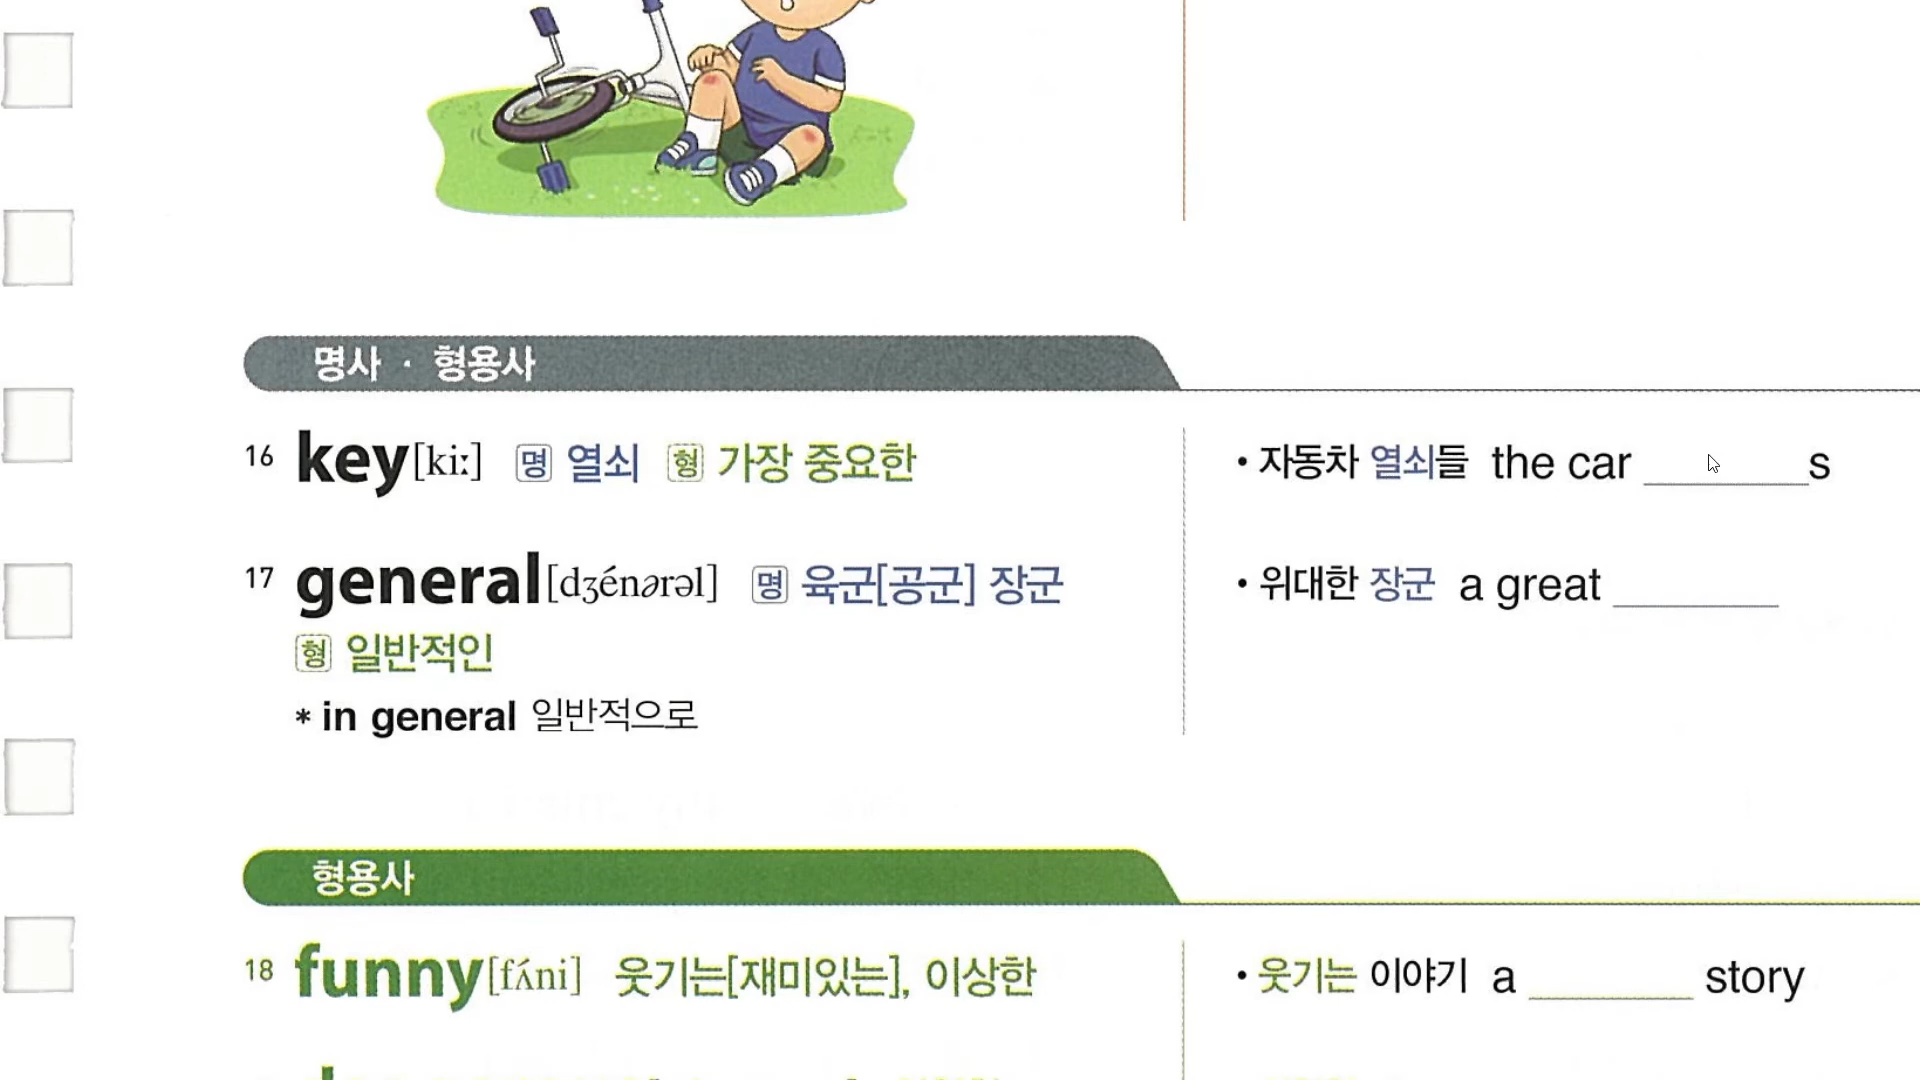 명사 · 형용사
16 key[kiː] 명 열쇠 형 가장 중요한 • 자동차 열쇠들 the car ________s
17 general[dʒénərəl] 명 육군[공군] 장군 • 위대한 장군 a great ________
형 일반적인
* in general 일반적으로
형용사
18 funny[fʌ́ni] 웃기는[재미있는], 이상한 • 웃기는 이야기 a ________ story